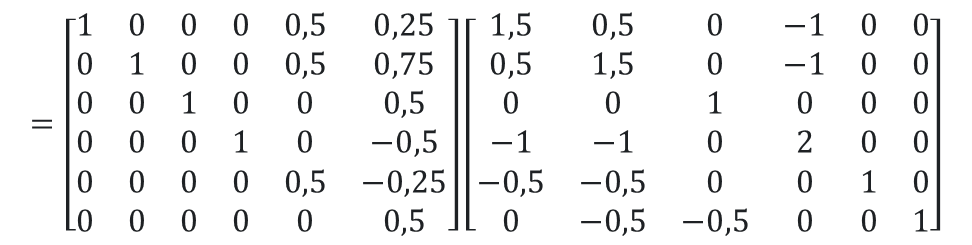 1 0 0 0 0,5 0,25 1,5 0,5 0 −1 0 0
0 1 0 0 0,5 0,75 0,5 1,5 0 −1 0 0
0 0 1 0 0 0,5 0 0 1 0 0 0
=
0 0 0 1 0 −0,5 −1 −1 0 2 0 0
0 0 0 0 0,5 −0,25 −0,5 −0,5 0 0 1 0
0 0 0 0 0 0,5 0 −0,5 −0,5 0 0 1